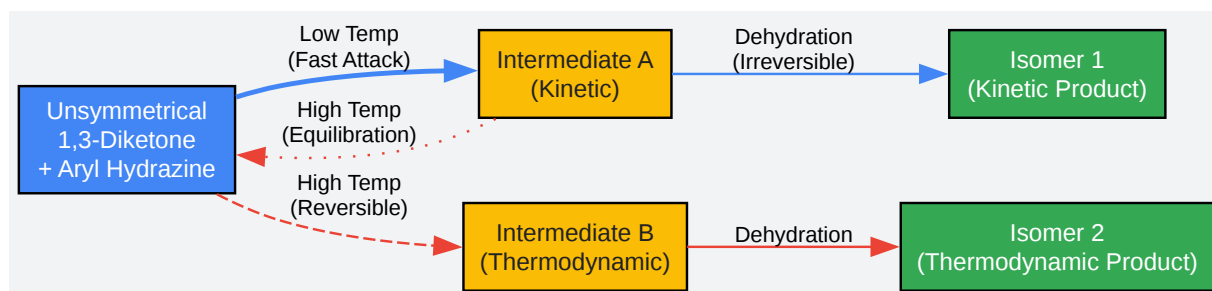 Low Temp
(Fast Attack)
Intermediate A
(Kinetic)
Dehydration
(Irreversible)
Isomer 1
(Kinetic Product)
Unsymmetrical
1,3-Diketone
+ Aryl Hydrazine
High Temp
(Equilibration)
High Temp
(Reversible)
Intermediate B
(Thermodynamic)
Dehydration
Isomer 2
(Thermodynamic Product)